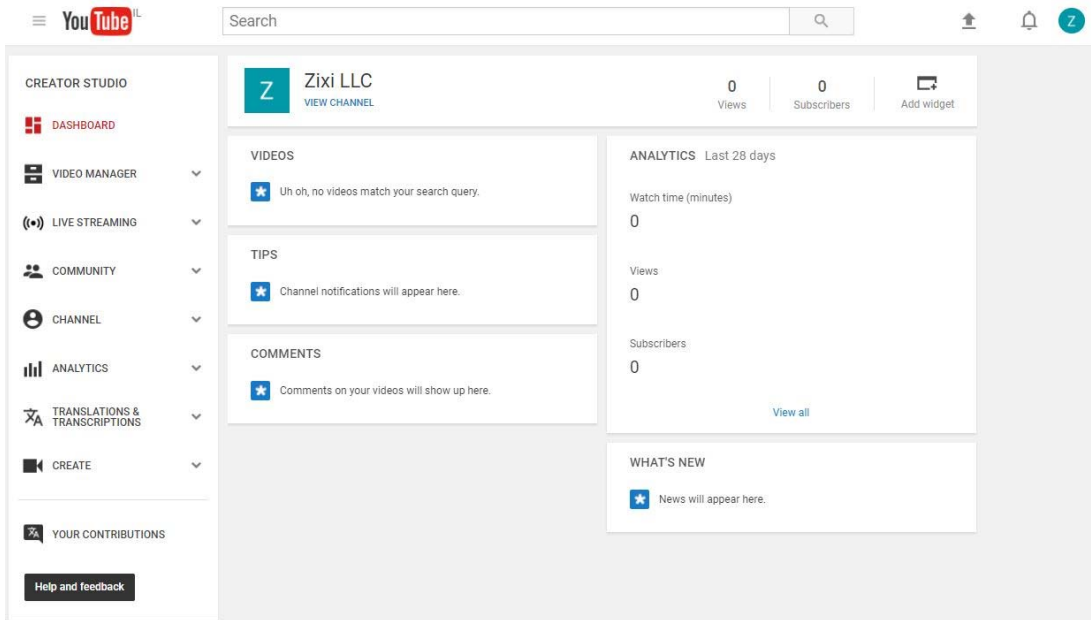 YouTube IL
Search
Z
CREATOR STUDIO
DASHBOARD
VIDEO MANAGER
LIVE STREAMING
COMMUNITY
CHANNEL
ANALYTICS
TRANSLATIONS &
TRANSCRIPTIONS
CREATE
YOUR CONTRIBUTIONS
Help and feedback
Z
Zixi LLC
VIEW CHANNEL
0
Views
0
Subscribers
Add widget
VIDEOS
Uh oh, no videos match your search query.
TIPS
Channel notifications will appear here.
COMMENTS
Comments on your videos will show up here.
ANALYTICS Last 28 days
Watch time (minutes)
0
Views
0
Subscribers
0
View all
WHAT'S NEW
News will appear here.